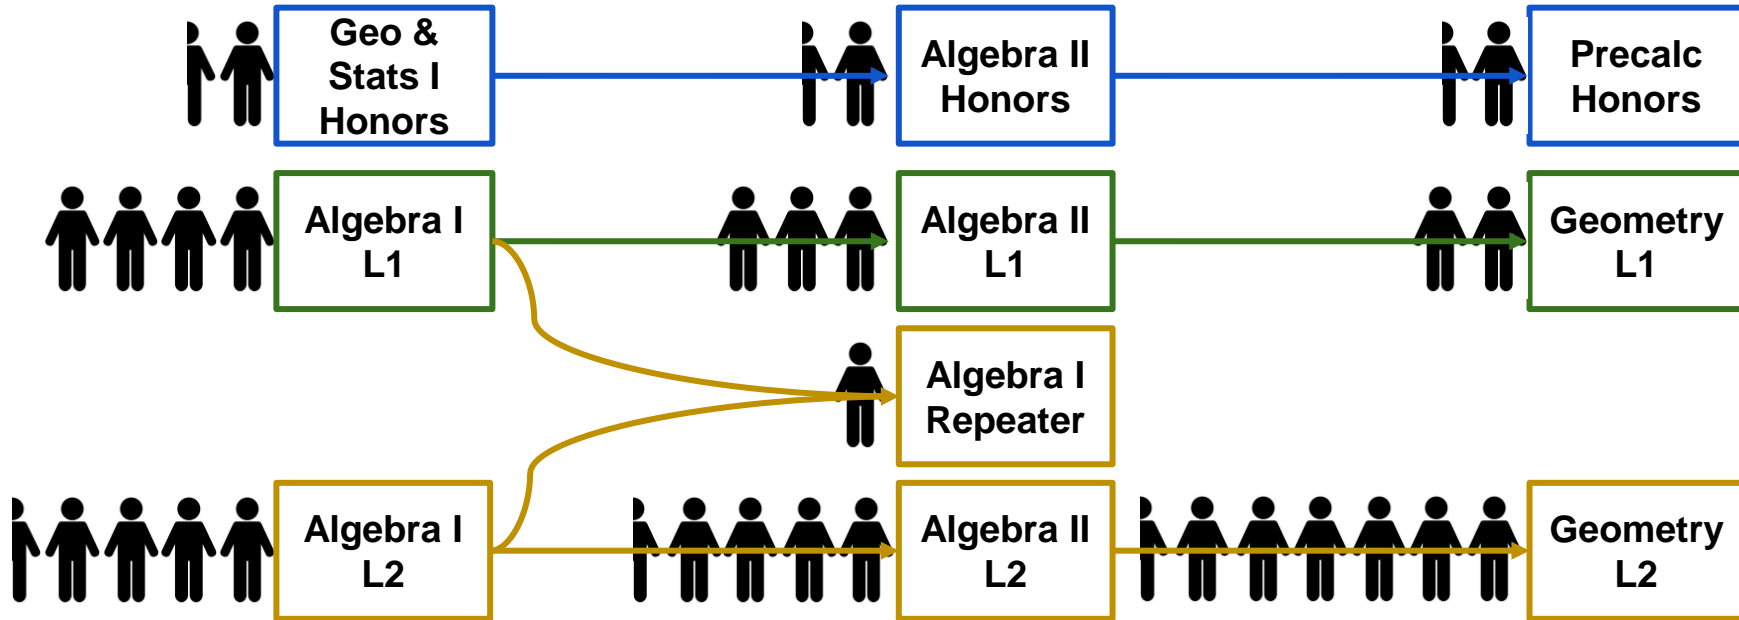 Geo &
Stats I
Honors
Algebra II
Honors
Precalc
Honors
Algebra I
L1
Algebra II
L1
Geometry
L1
Algebra I
Repeater
Algebra I
L2
Algebra II
L2
Geometry
L2